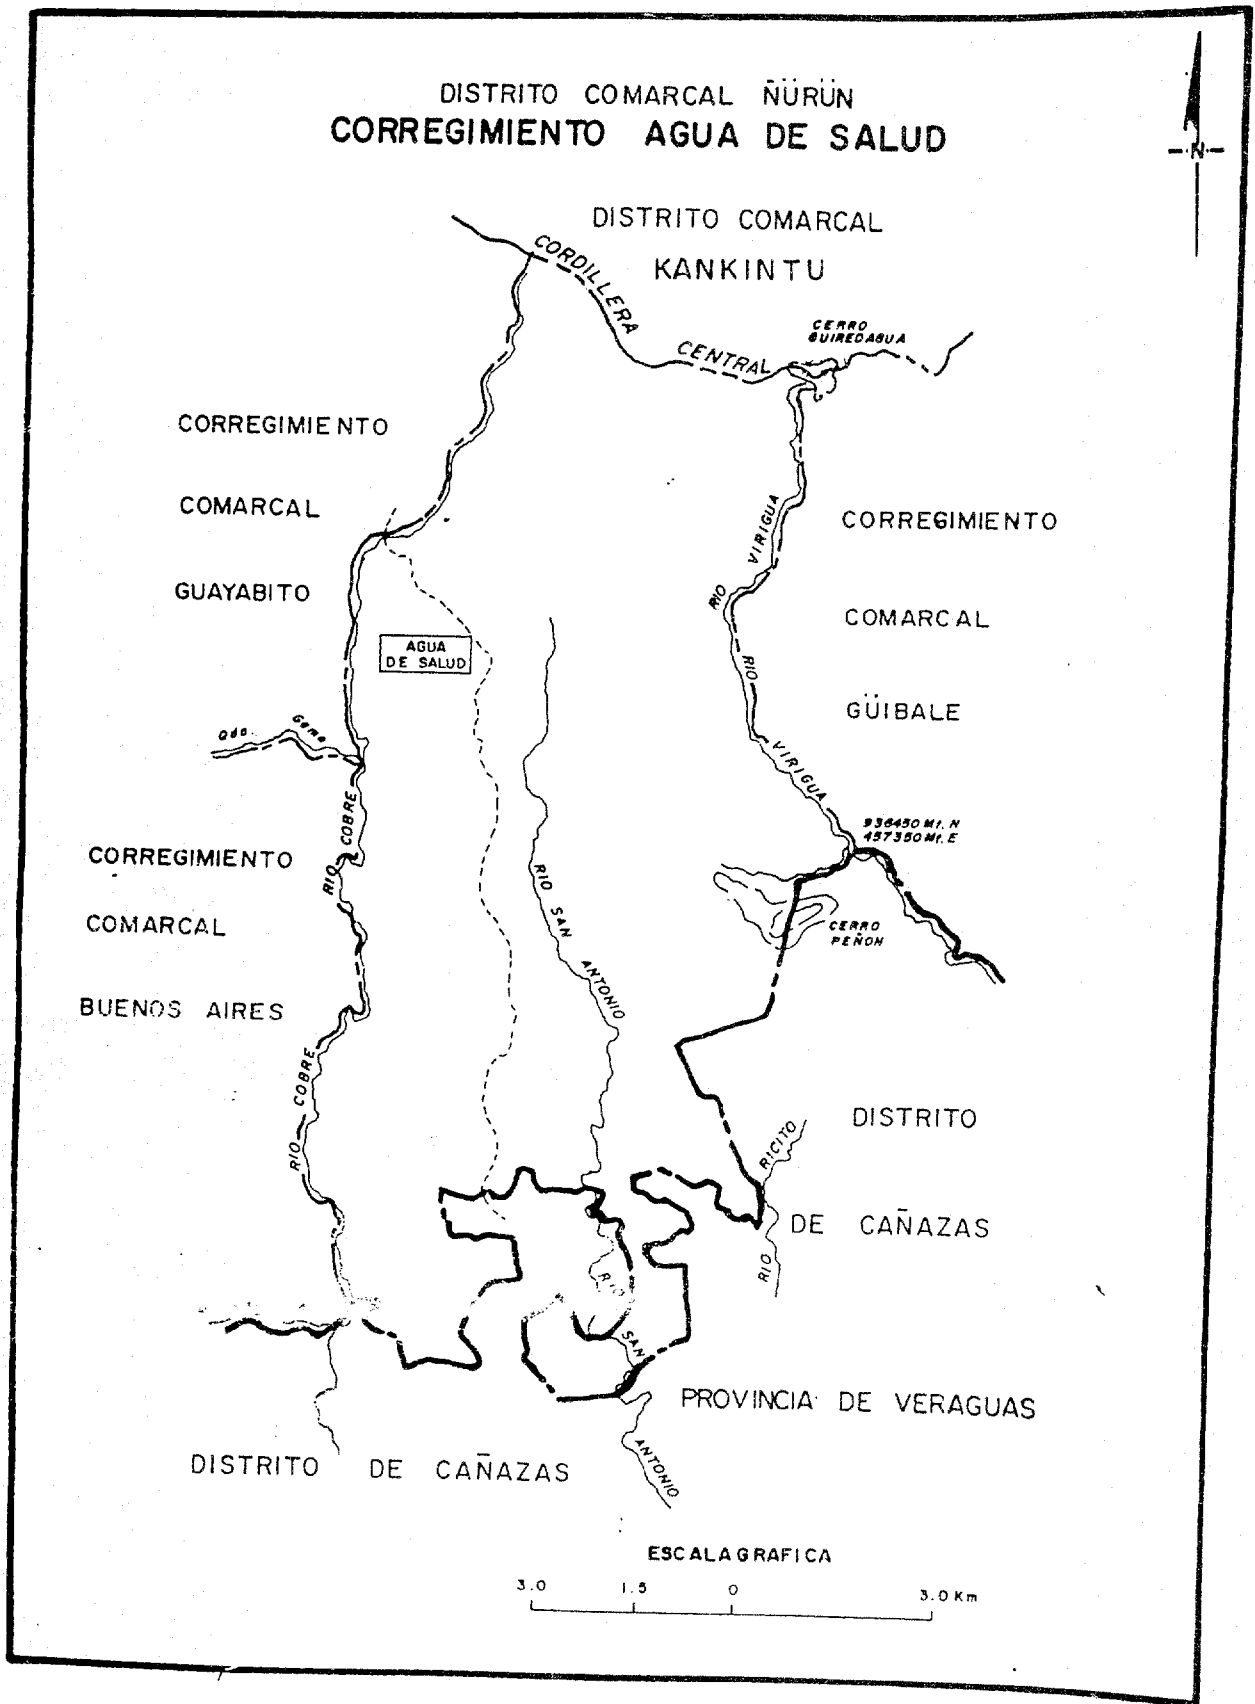 DISTRITO COMARCAL ÑÜRÜN
CORREGIMIENTO AGUA DE SALUD
N
DISTRITO COMARCAL
KANKINTU
CORDILLERA
CENTRAL
CERRO
GUIREDAGUA
CORREGIMIENTO
COMARCAL
GUAYABITO
RIO VIRIGUA
CORREGIMIENTO
COMARCAL
GÜIBALE
AGUA
DE SALUD
RIO VIRIGUA
Qda.
RIO COBRE
936450 Mt. N
457350 Mt. E
CORREGIMIENTO
COMARCAL
BUENOS AIRES
RIO SAN ANTONIO
CERRO
PEÑON
RIO COBRE
DISTRITO
DE CAÑAZAS
RIO RICITO
RIO SAN ANTONIO
PROVINCIA DE VERAGUAS
DISTRITO DE CAÑAZAS
ESCALA GRAFICA
3.0 1.5 0 3.0 Km